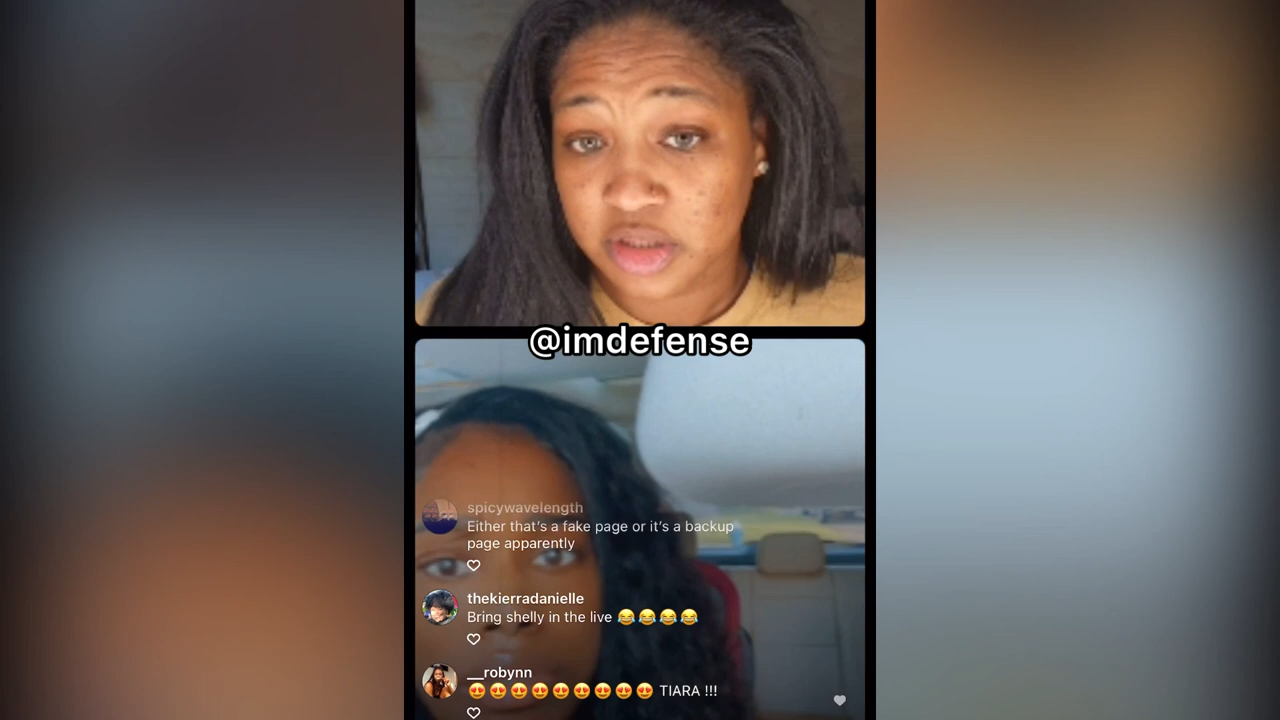 @imdefense
spicywavelength
Either that’s a fake page or it’s a backup
page apparently
thekierradanielle
Bring shelly in the live 😂😂😂😂
__robynn
😍😍😍😍😍😍😍😍😍 TIARA !!!